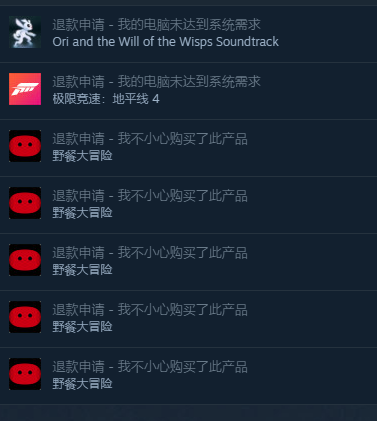 退款申请 - 我的电脑未达到系统需求
Ori and the Will of the Wisps Soundtrack
退款申请 - 我的电脑未达到系统需求
极限竞速：地平线 4
退款申请 - 我不小心购买了此产品
野餐大冒险
退款申请 - 我不小心购买了此产品
野餐大冒险
退款申请 - 我不小心购买了此产品
野餐大冒险
退款申请 - 我不小心购买了此产品
野餐大冒险
退款申请 - 我不小心购买了此产品
野餐大冒险